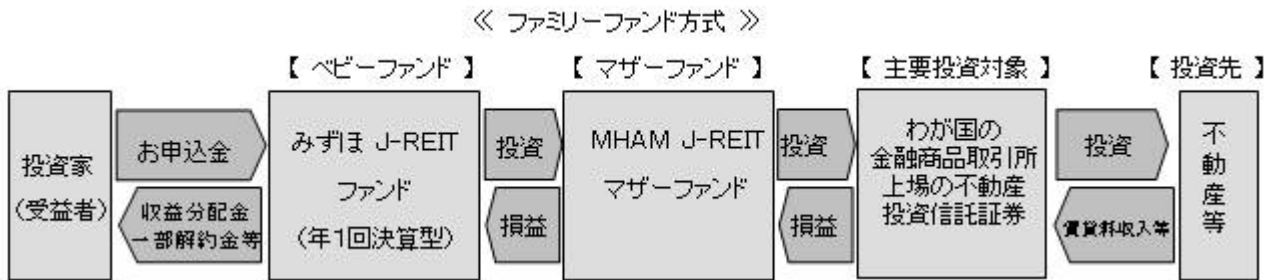 ≪ ファミリーファンド方式 ≫
【 ベビーファンド 】
【 マザーファンド 】
【 主要投資対象 】
【 投資先 】
投資家
(受益者)
お申込金
収益分配金
一部解約金等
みずほ J-REIT
ファンド
(年1回決算型)
投資
損益
MHAM J-REIT
マザーファンド
投資
損益
わが国の
金融商品取引所
上場の不動産
投資信託証券
投資
賃貸料収入等
不
動
産
等